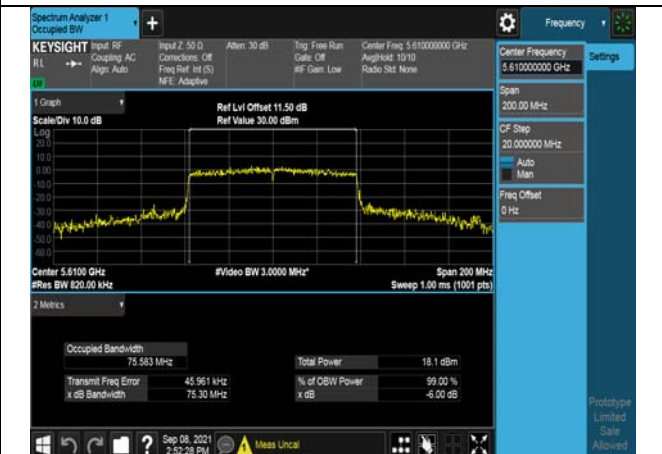 Spectrum Analyzer 1
Occupied BW
+
Frequency
KEYSIGHT
RL
Input: RF
Coupling: AC
Align: Auto
Input Z: 50 Ω
Corrections: Off
Freq Ref: Int (S)
NFE: Adaptive
Atten: 30 dB
Trig: Free Run
Gate: Off
#IF Gain: Low
Center Freq: 5.610000000 GHz
Avg|Hold: 10/10
Radio Std: None
Center Frequency
5.610000000 GHz
Settings
Span
200.00 MHz
CF Step
20.000000 MHz
Auto
Man
Freq Offset
0 Hz
1 Graph
Scale/Div 10.0 dB
Ref Lvl Offset 11.50 dB
Ref Value 30.00 dBm
Log
20.0
10.0
0.00
-10.0
-20.0
-30.0
-40.0
-50.0
-60.0
Center 5.6100 GHz
#Res BW 820.00 kHz
#Video BW 3.0000 MHz*
Span 200 MHz
Sweep 1.00 ms (1001 pts)
2 Metrics
Occupied Bandwidth
75.583 MHz
Total Power 18.1 dBm
Transmit Freq Error 45.961 kHz
% of OBW Power 99.00 %
x dB Bandwidth 75.30 MHz
x dB -6.00 dB
Prototype
Limited
Sale
Allowed
?
Sep 08, 2021
2:52:28 PM
Meas Uncal